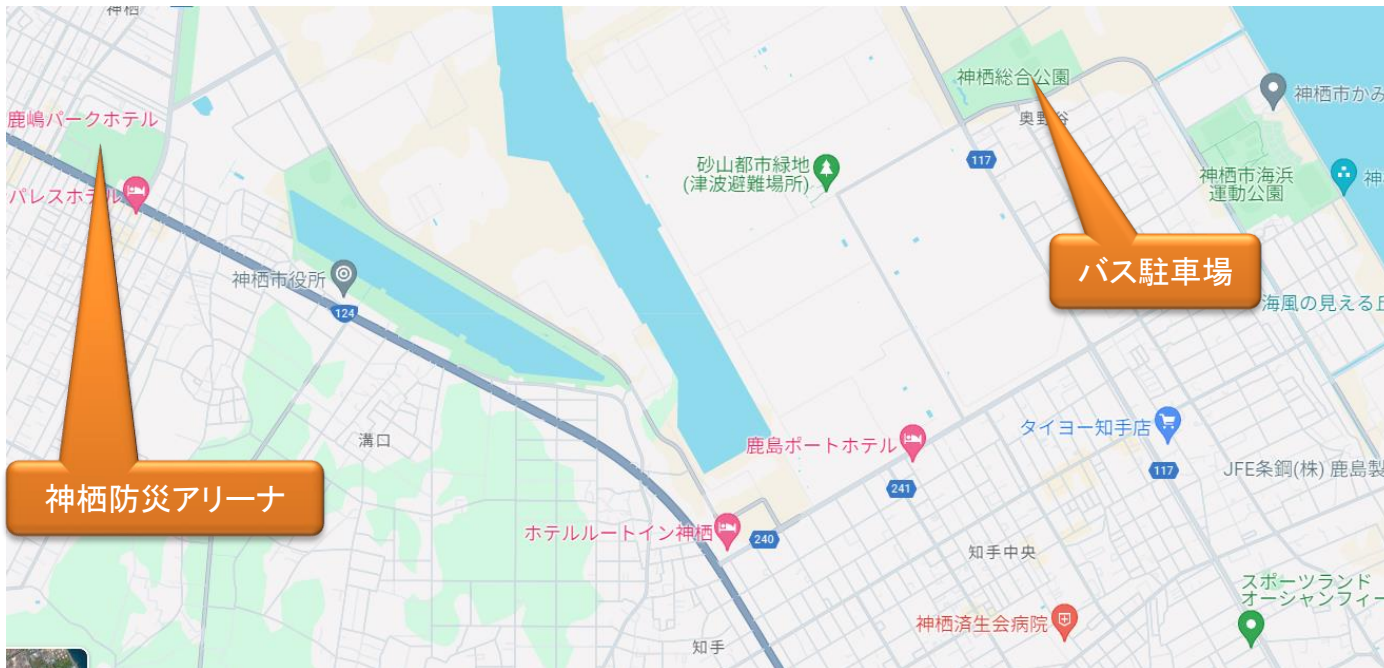 神栖
鹿嶋パークホテル
パレスホテル
神栖市役所
124
溝口
神栖防災アリーナ
砂山都市緑地
(津波避難場所)
神栖総合公園
奥野谷
117
神栖市かみ
神栖市海浜
運動公園
神
バス駐車場
海風の見える丘
鹿島ポートホテル
タイヨー知手店
117
JFE条鋼(株) 鹿島製
241
ホテルルートイン神栖
240
知手中央
スポーツランド
オーシャンフィー
神栖済生会病院
知手